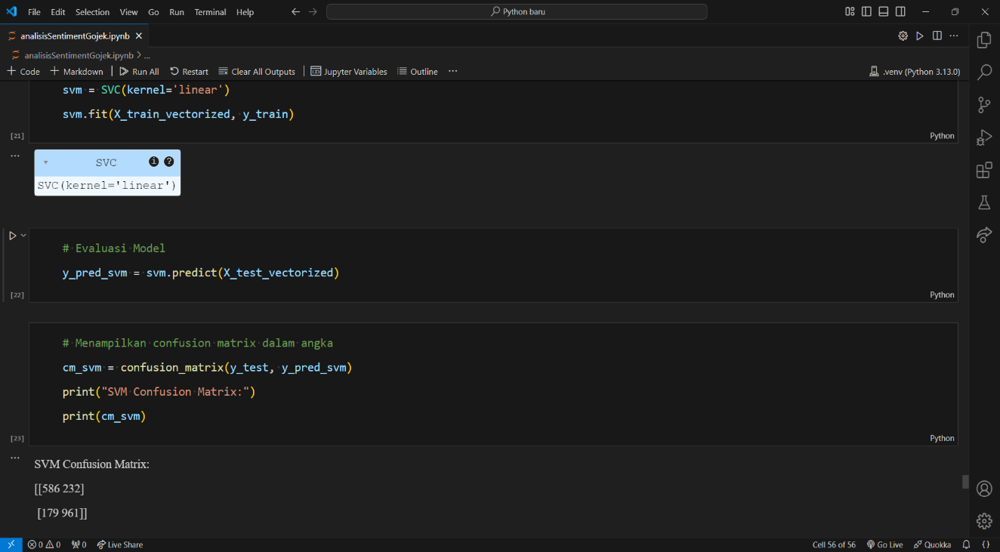 File Edit Selection View Go Run Terminal Help
Python baru
analisisSentimentGojek.ipynb
analisisSentimentGojek.ipynb > ...
Code Markdown Run All Restart Clear All Outputs Jupyter Variables Outline ... .venv (Python 3.13.0)
svm = SVC(kernel='linear')
svm.fit(X_train_vectorized, y_train)
[21] Python
...
SVC
SVC(kernel='linear')
# Evaluasi Model
y_pred_svm = svm.predict(X_test_vectorized)
[22] Python
# Menampilkan confusion matrix dalam angka
cm_svm = confusion_matrix(y_test, y_pred_svm)
print("SVM Confusion Matrix:")
print(cm_svm)
[23] Python
...
SVM Confusion Matrix:
[[586 232]
[179 961]]
0 0 0 Live Share Cell 56 of 56 Go Live Quokka {}